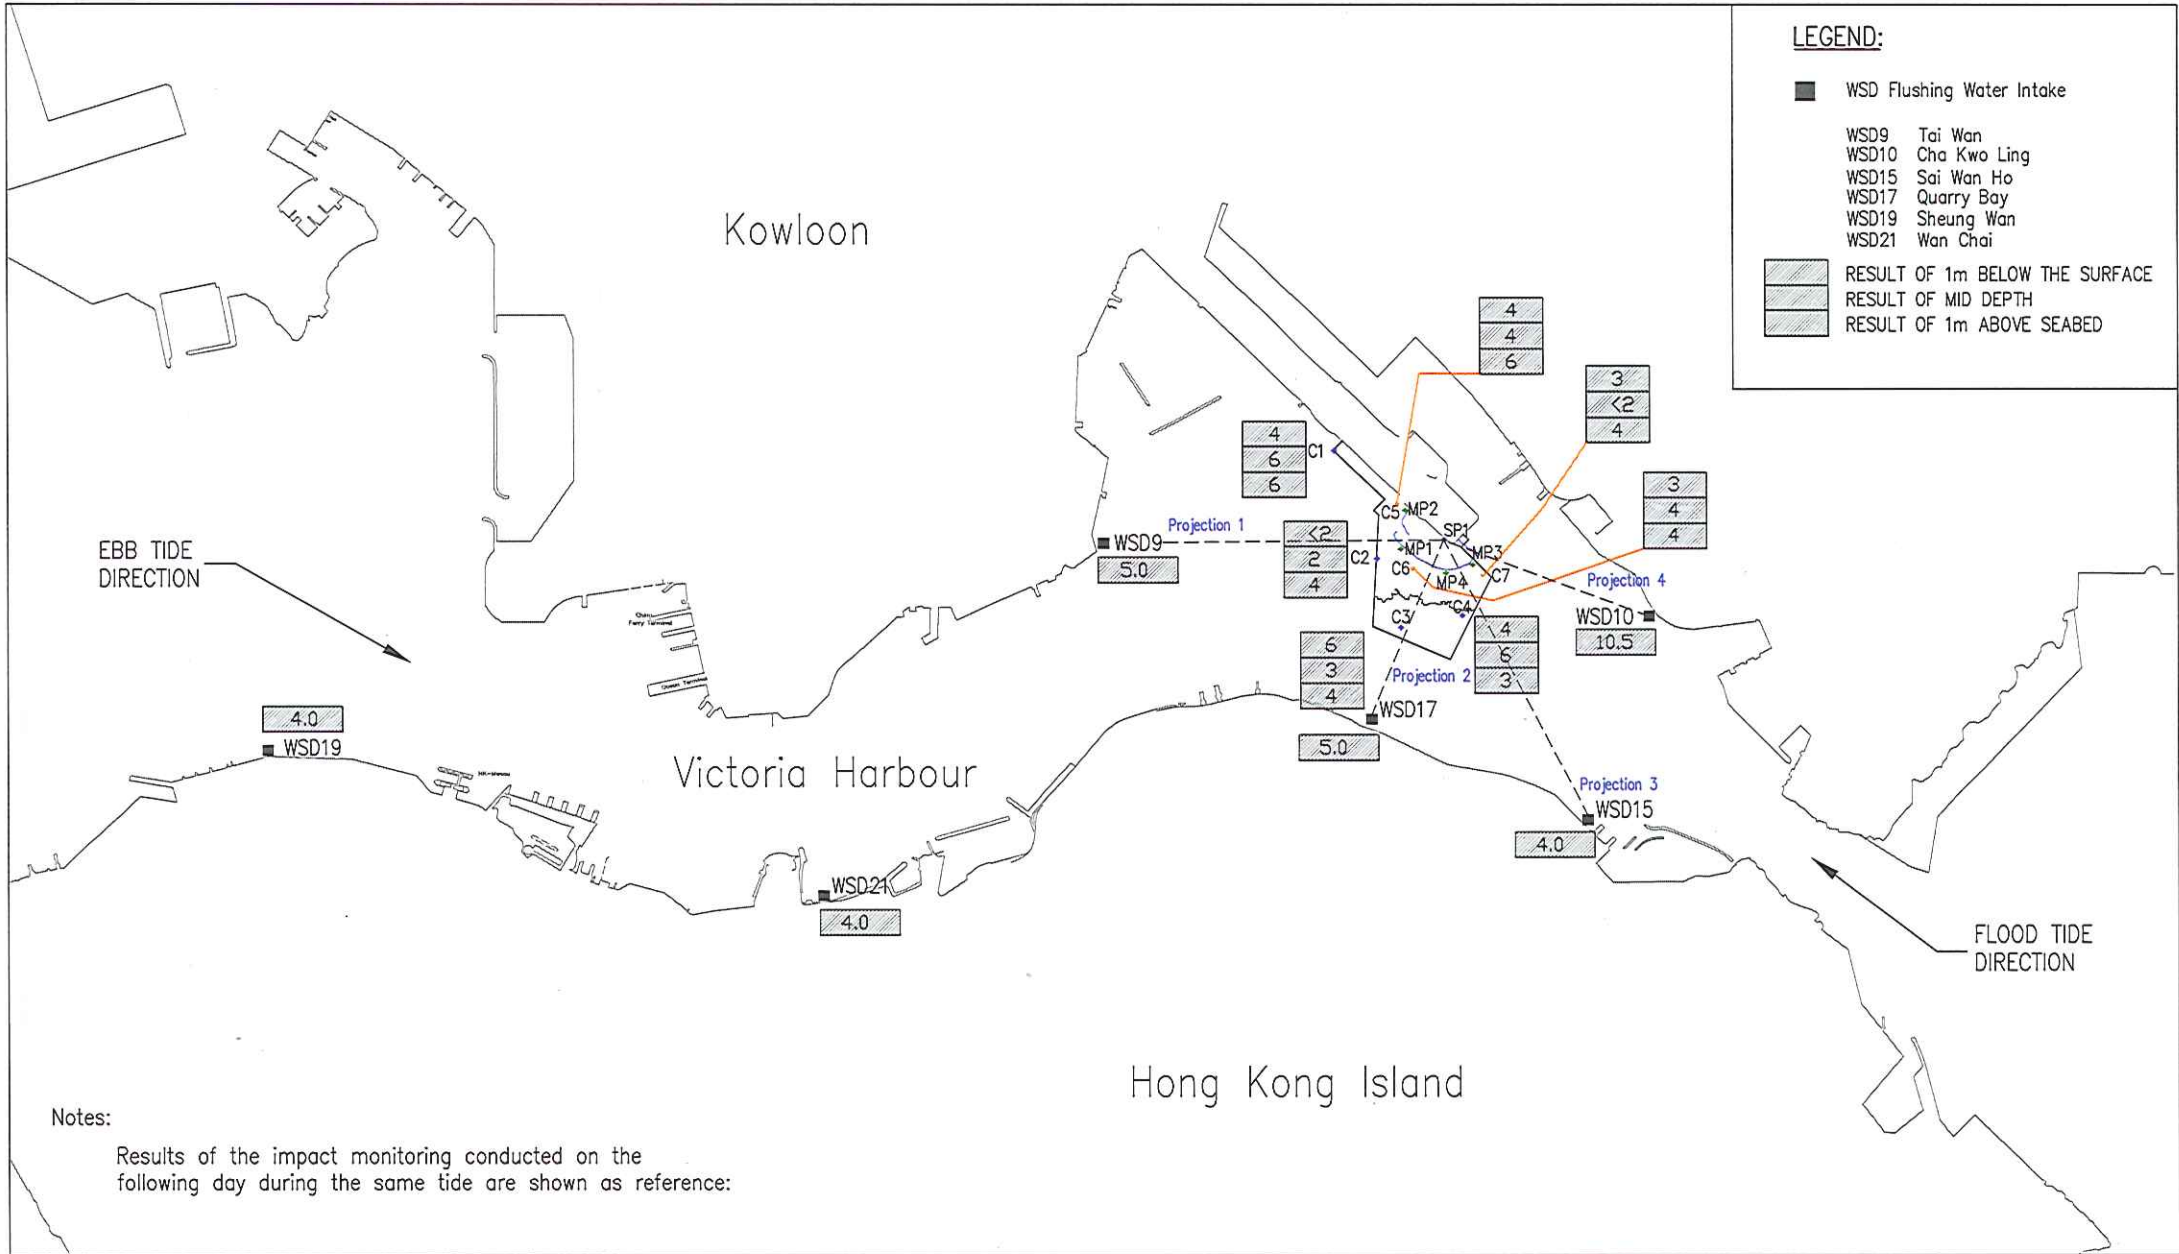 LEGEND:
WSD Flushing Water Intake
WSD9 Tai Wan
WSD10 Cha Kwo Ling
WSD15 Sai Wan Ho
WSD17 Quarry Bay
WSD19 Sheung Wan
WSD21 Wan Chai
RESULT OF 1m BELOW THE SURFACE
RESULT OF MID DEPTH
RESULT OF 1m ABOVE SEABED
Kowloon
4
4
6
3
<2
4
4
6
6
C1
3
4
4
C5
MP2
Projection 1
SP1
<2
2
4
WSD9
5.0
C2
MP1
MP3
C6
MP4
C7
Projection 4
EBB TIDE
DIRECTION
C3
C4
WSD10
10.5
Ferry Terminal
Ocean Terminal
6
3
4
4
6
3
Projection 2
WSD17
5.0
4.0
WSD19
Victoria Harbour
Projection 3
WSD15
4.0
WSD21
4.0
FLOOD TIDE
DIRECTION
Hong Kong Island
Notes:
Results of the impact monitoring conducted on the
following day during the same tide are shown as reference: